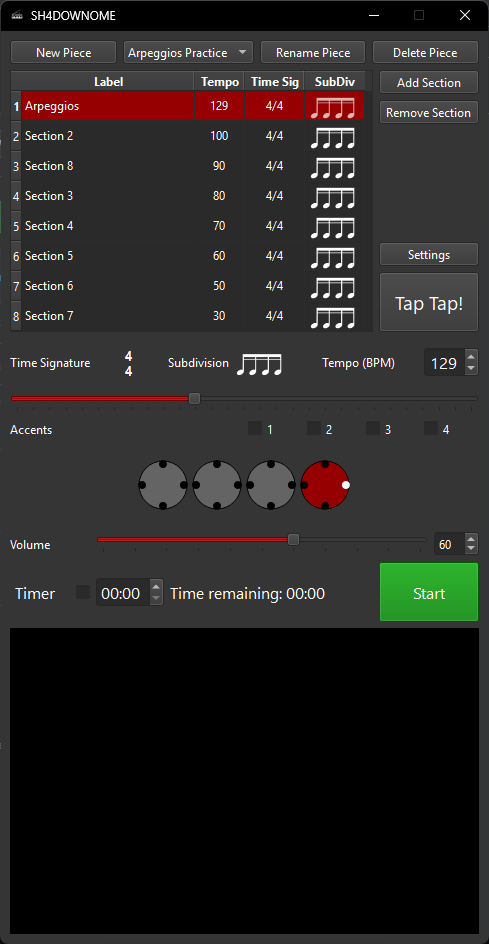 SH4DOWNOME
New Piece Arpeggios Practice Rename Piece Delete Piece
Label Tempo Time Sig SubDiv
Add Section
1 Arpeggios 129 4/4
Remove Section
2 Section 2 100 4/4
3 Section 8 90 4/4
4 Section 3 80 4/4
5 Section 4 70 4/4
6 Section 5 60 4/4
Settings
7 Section 6 50 4/4
Tap Tap!
8 Section 7 30 4/4
Time Signature 4 4 Subdivision Tempo (BPM) 129
Accents 1 2 3 4
Volume 60
Timer 00:00 Time remaining: 00:00 Start